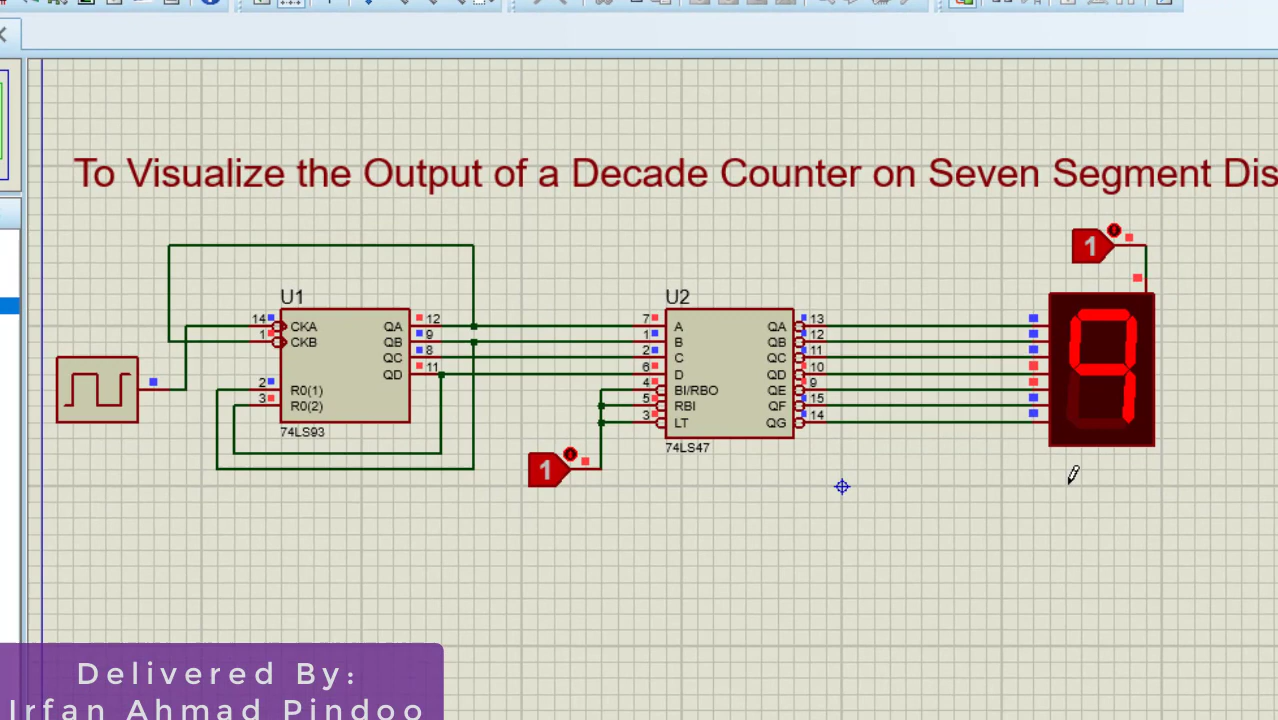 To Visualize the Output of a Decade Counter on Seven Segment Dis
1
U1
U2
14 CKA QA 12
1 CKB QB 9
QC 8
QD 11
2 R0(1)
3 R0(2)
74LS93
7 A QA 13
1 B QB 12
2 C QC 11
6 D QD 10
4 BI/RBO QE 9
5 RBI QF 15
3 LT QG 14
74LS47
1
9
Delivered By:
Irfan Ahmad Pindoo